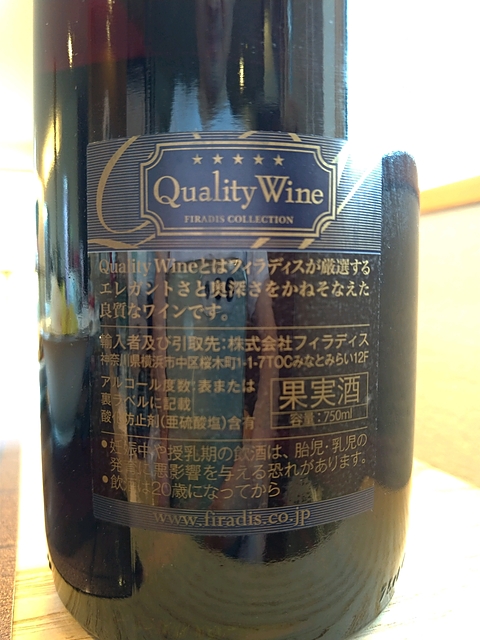 ★★★★★
Quality Wine
FIRADIS COLLECTION
Quality Wineとはフィラディスが厳選する
エレガントさと奥深さをかねそなえた
良質なワインです。
輸入者及び引取先:株式会社フィラディス
神奈川県横浜市中区桜木町1-1-7TOCみなとみらい12F
アルコール度数:表または
裏ラベルに記載
酸化防止剤(亜硫酸塩)含有
果実酒
容量:750ml
●妊娠中や授乳期の飲酒は、胎児・乳児の
発育に悪影響を与える恐れがあります。
●飲酒は20歳になってから
www.firadis.co.jp